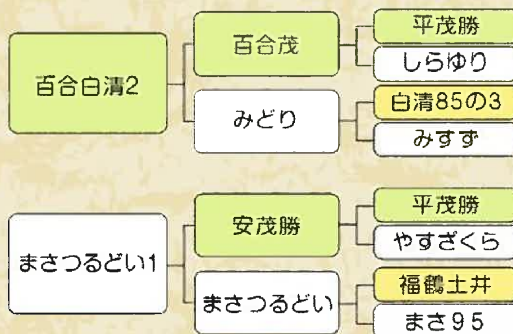 百合白清2
百合茂
平茂勝
しらゆり
みどり
白清85の3
みすず
まさつるどい1
安茂勝
平茂勝
やすざくら
まさつるどい
福鶴土井
まさ95